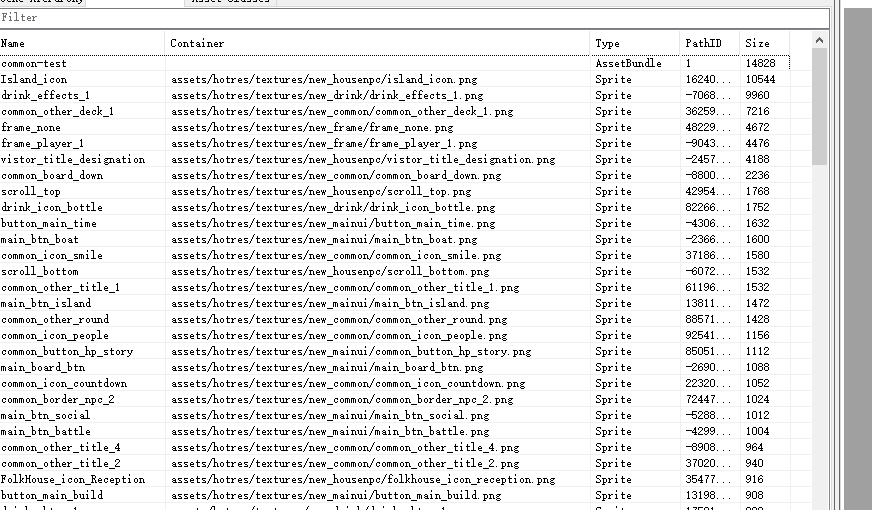 Asset Classes
Filter
Name Container Type PathID Size
common-test AssetBundle 1 14828
Island_icon assets/hotres/textures/new_housenpc/island_icon.png Sprite 16240... 10544
drink_effects_1 assets/hotres/textures/new_drink/drink_effects_1.png Sprite -7068... 9960
common_other_deck_1 assets/hotres/textures/new_common/common_other_deck_1.png Sprite 36259... 7216
frame_none assets/hotres/textures/new_frame/frame_none.png Sprite 48229... 4672
frame_player_1 assets/hotres/textures/new_frame/frame_player_1.png Sprite -9043... 4476
vistor_title_designation assets/hotres/textures/new_housenpc/vistor_title_designation.png Sprite -2457... 4188
common_board_down assets/hotres/textures/new_common/common_board_down.png Sprite -8800... 2236
scroll_top assets/hotres/textures/new_housenpc/scroll_top.png Sprite 42954... 1768
drink_icon_bottle assets/hotres/textures/new_drink/drink_icon_bottle.png Sprite 82266... 1752
button_main_time assets/hotres/textures/new_mainui/button_main_time.png Sprite -4306... 1632
main_btn_boat assets/hotres/textures/new_mainui/main_btn_boat.png Sprite -2366... 1600
common_icon_smile assets/hotres/textures/new_common/common_icon_smile.png Sprite 37186... 1580
scroll_bottom assets/hotres/textures/new_housenpc/scroll_bottom.png Sprite -6072... 1532
common_other_title_1 assets/hotres/textures/new_common/common_other_title_1.png Sprite 61196... 1532
main_btn_island assets/hotres/textures/new_mainui/main_btn_island.png Sprite 13811... 1472
common_other_round assets/hotres/textures/new_common/common_other_round.png Sprite 88571... 1428
common_icon_people assets/hotres/textures/new_common/common_icon_people.png Sprite 92541... 1156
common_button_hp_story assets/hotres/textures/new_mainui/common_button_hp_story.png Sprite 85051... 1112
main_board_btn assets/hotres/textures/new_mainui/main_board_btn.png Sprite -2690... 1088
common_icon_countdown assets/hotres/textures/new_common/common_icon_countdown.png Sprite 22320... 1052
common_border_npc_2 assets/hotres/textures/new_common/common_border_npc_2.png Sprite 72447... 1024
main_btn_social assets/hotres/textures/new_mainui/main_btn_social.png Sprite -5288... 1012
main_btn_battle assets/hotres/textures/new_mainui/main_btn_battle.png Sprite -4299... 1004
common_other_title_4 assets/hotres/textures/new_common/common_other_title_4.png Sprite -8908... 964
common_other_title_2 assets/hotres/textures/new_common/common_other_title_2.png Sprite 37020... 940
FolkHouse_icon_Reception assets/hotres/textures/new_housenpc/folkhouse_icon_reception.png Sprite 35477... 916
button_main_build assets/hotres/textures/new_mainui/button_main_build.png Sprite 13198... 908